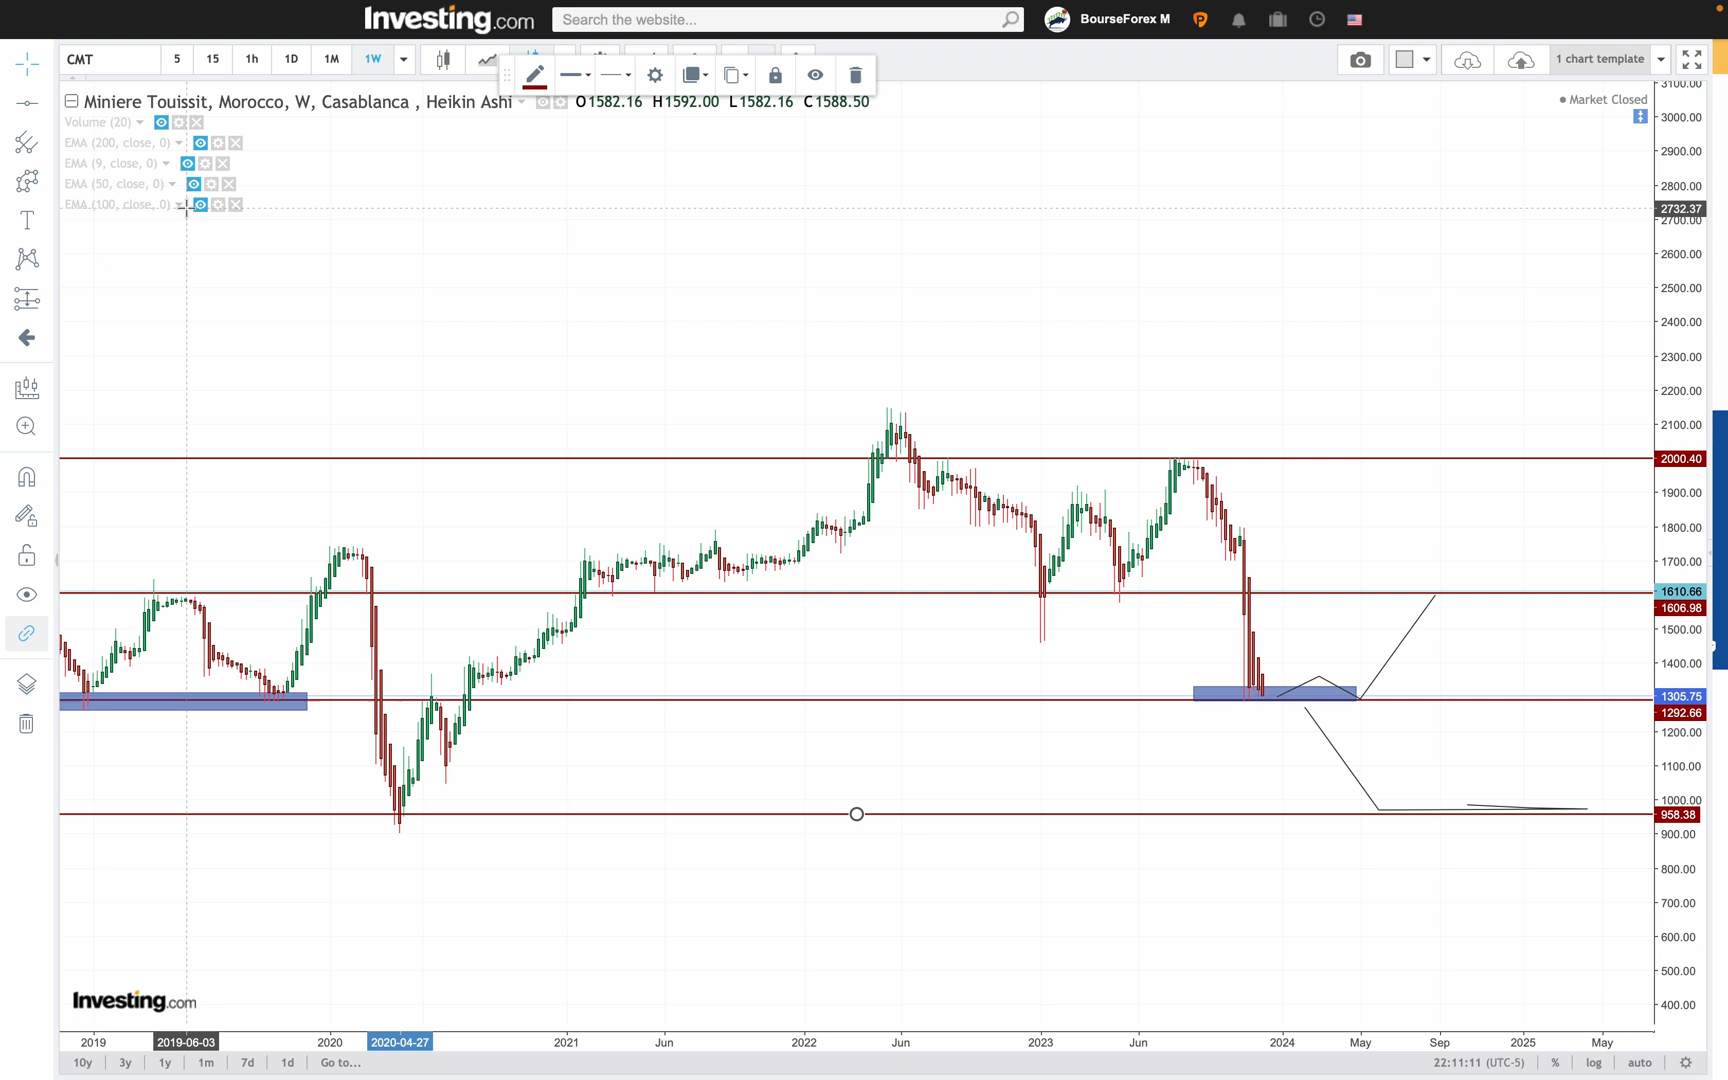 Investing.com
Search the website...
BourseForex M
CMT
5
15
1h
1D
1M
1W
1 chart template
Miniere Touissit, Morocco, W, Casablanca , Heikin Ashi
O1582.16 H1592.00 L1582.16 C1588.50
Market Closed
Volume (20)
EMA (200, close, 0)
EMA (9, close, 0)
EMA (50, close, 0)
EMA (100, close, 0)
3100.00
3000.00
2900.00
2800.00
2732.37
2700.00
2600.00
2500.00
2400.00
2300.00
2200.00
2100.00
2000.40
1900.00
1800.00
1700.00
1610.66
1606.98
1500.00
1400.00
1305.75
1292.66
1200.00
1100.00
1000.00
958.38
900.00
800.00
700.00
600.00
500.00
400.00
Investing.com
2019
2019-06-03
2020
2020-04-27
2021
Jun
2022
Jun
2023
Jun
2024
May
Sep
2025
May
10y
3y
1y
1m
7d
1d
Go to...
22:11:11 (UTC-5)
%
log
auto